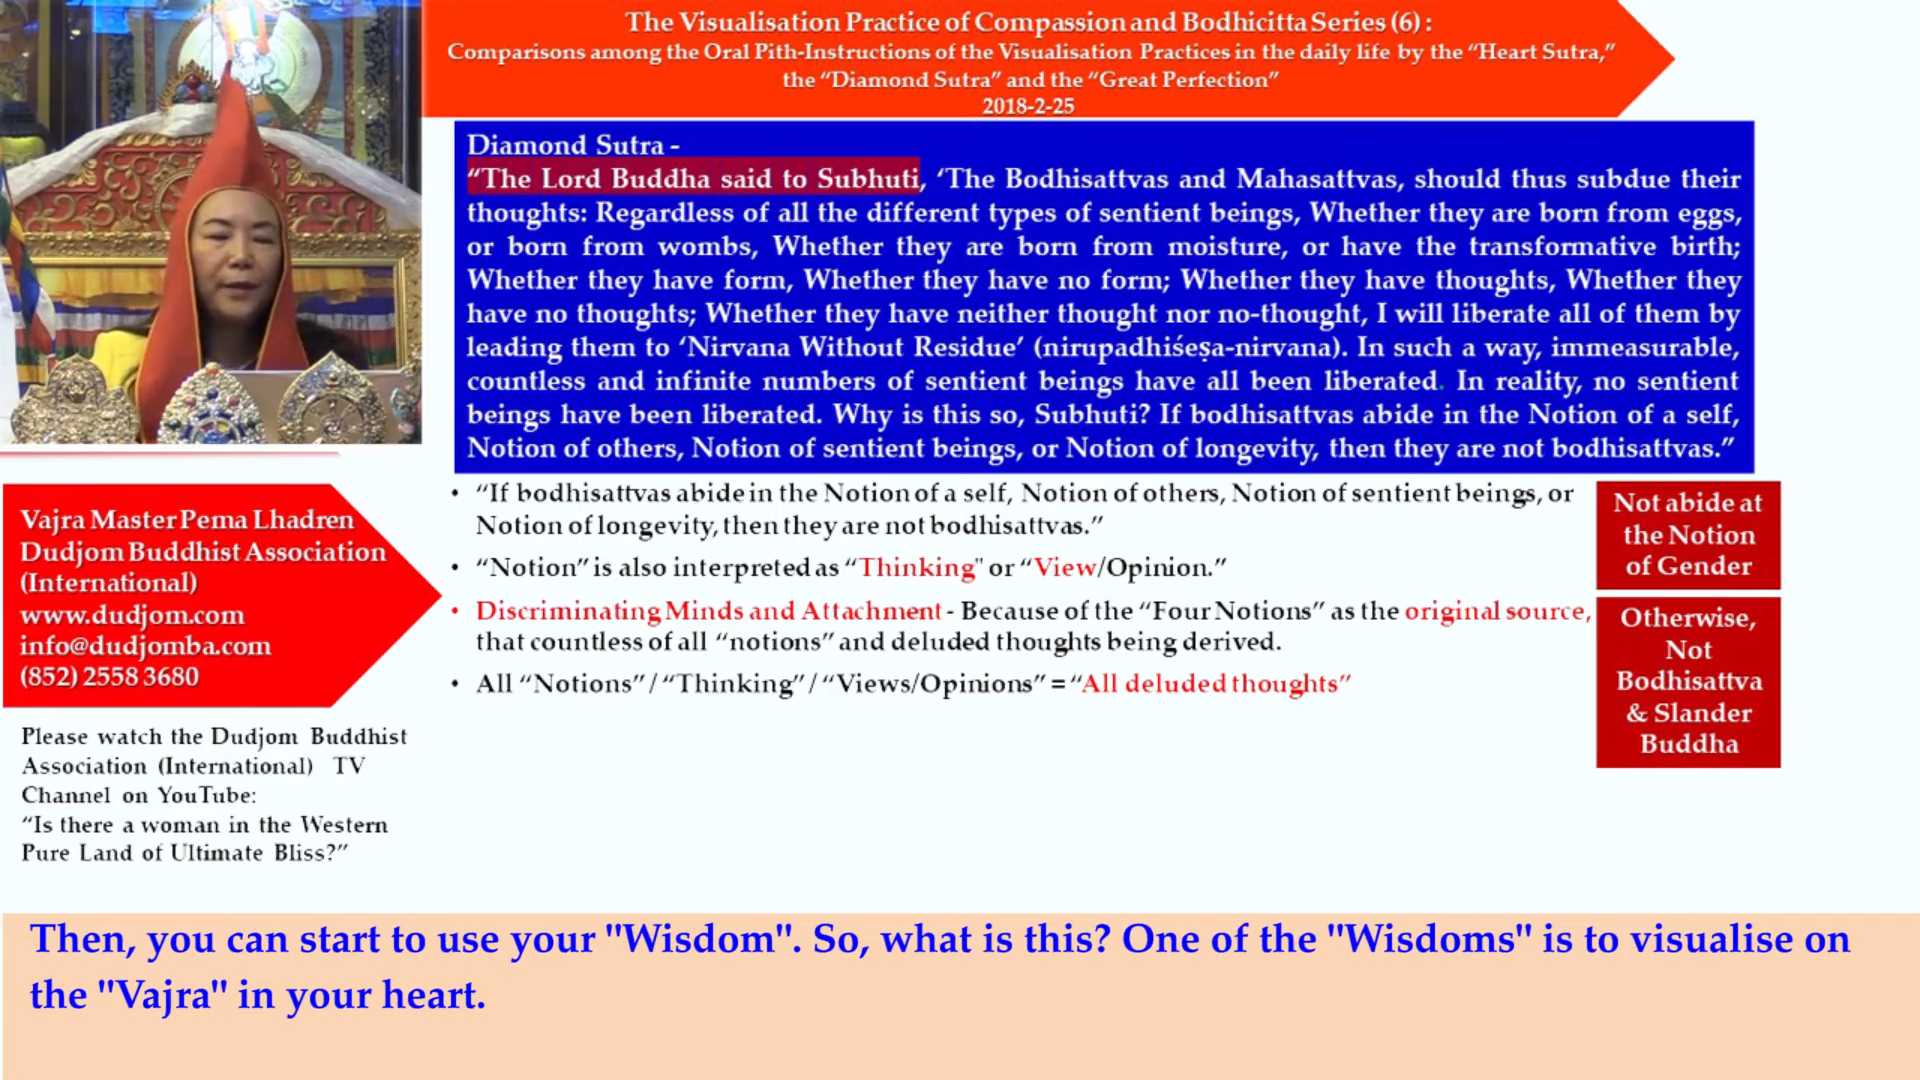 The Visualisation Practice of Compassion and Bodhicitta Series (6) :
Comparisons among the Oral Pith-Instructions of the Visualisation Practices in the daily life by the “Heart Sutra,”
the “Diamond Sutra” and the “Great Perfection”
2018-2-25
Diamond Sutra -
“The Lord Buddha said to Subhuti, ‘The Bodhisattvas and Mahasattvas, should thus subdue their
thoughts: Regardless of all the different types of sentient beings, Whether they are born from eggs,
or born from wombs, Whether they are born from moisture, or have the transformative birth;
Whether they have form, Whether they have no form; Whether they have thoughts, Whether they
have no thoughts; Whether they have neither thought nor no-thought, I will liberate all of them by
leading them to ‘Nirvana Without Residue’ (nirupadhiśeṣa-nirvana). In such a way, immeasurable,
countless and infinite numbers of sentient beings have all been liberated. In reality, no sentient
beings have been liberated. Why is this so, Subhuti? If bodhisattvas abide in the Notion of a self,
Notion of others, Notion of sentient beings, or Notion of longevity, then they are not bodhisattvas.”
• “If bodhisattvas abide in the Notion of a self, Notion of others, Notion of sentient beings, or
Notion of longevity, then they are not bodhisattvas.”
• “Notion” is also interpreted as “Thinking" or “View/Opinion.”
• Discriminating Minds and Attachment - Because of the “Four Notions” as the original source,
that countless of all “notions” and deluded thoughts being derived.
• All “Notions” / “Thinking” / “Views/Opinions” = “All deluded thoughts”
Not abide at
the Notion
of Gender
Otherwise,
Not
Bodhisattva
& Slander
Buddha
Vajra Master Pema Lhadren
Dudjom Buddhist Association
(International)
www.dudjom.com
info@dudjomba.com
(852) 2558 3680
Please watch the Dudjom Buddhist
Association (International) TV
Channel on YouTube:
“Is there a woman in the Western
Pure Land of Ultimate Bliss?”
Then, you can start to use your "Wisdom". So, what is this? One of the "Wisdoms" is to visualise on
the "Vajra" in your heart.